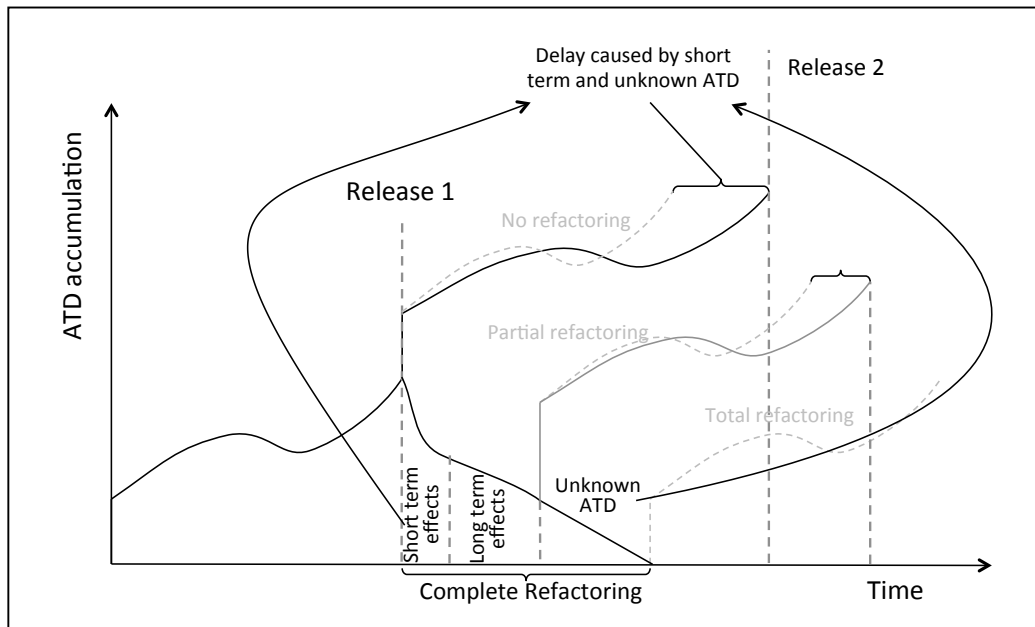 Delay caused by short
term and unknown ATD
Release 2
Release 1
No refactoring
ATD accumulation
Partial refactoring
Total refactoring
Unknown
ATD
Short term
effects
Long term
effects
Complete Refactoring
Time